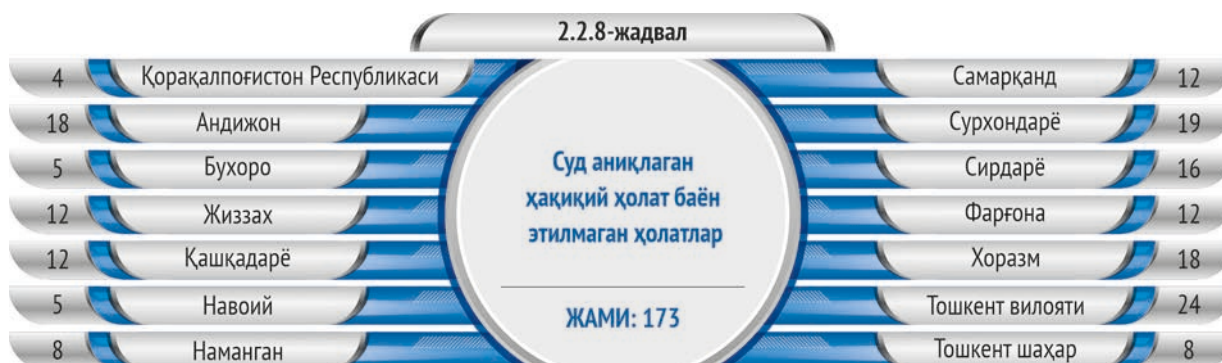 2.2.8-жадвал
4 Қорақалпоғистон Республикаси
18 Андижон
5 Бухоро
12 Жиззах
12 Қашқадарё
5 Навоий
8 Наманган
Суд аниқлаган
ҳақиқий ҳолат баён
этилмаган ҳолатлар
ЖАМИ: 173
Самарқанд 12
Сурхондарё 19
Сирдарё 16
Фарғона 12
Хоразм 18
Тошкент вилояти 24
Тошкент шаҳар 8